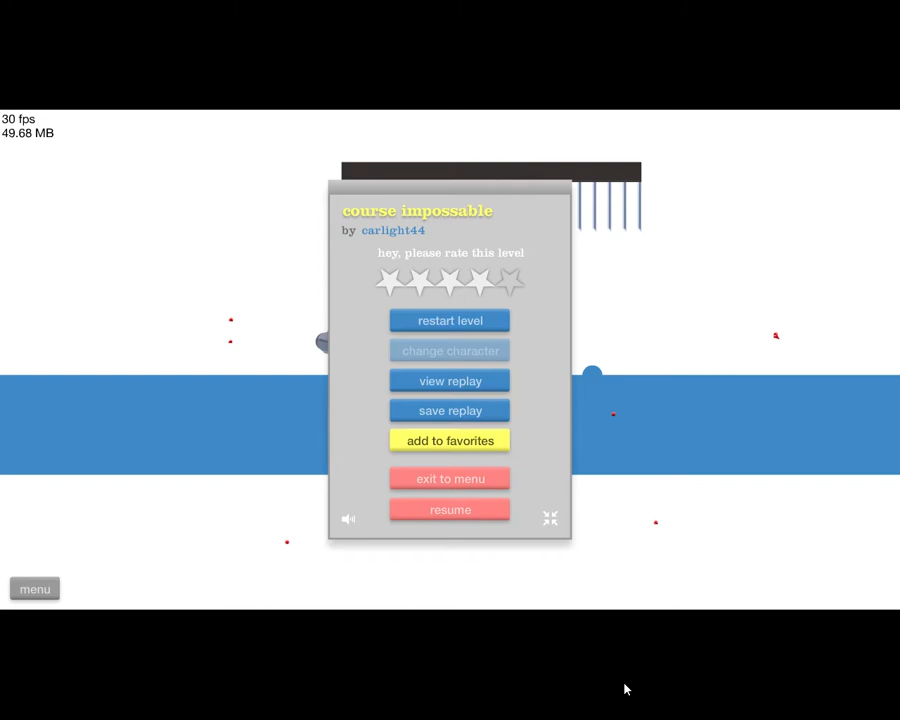 30 fps
49.68 MB
course impossable
by carlight44
hey, please rate this level
restart level
change character
view replay
save replay
add to favorites
exit to menu
resume
menu